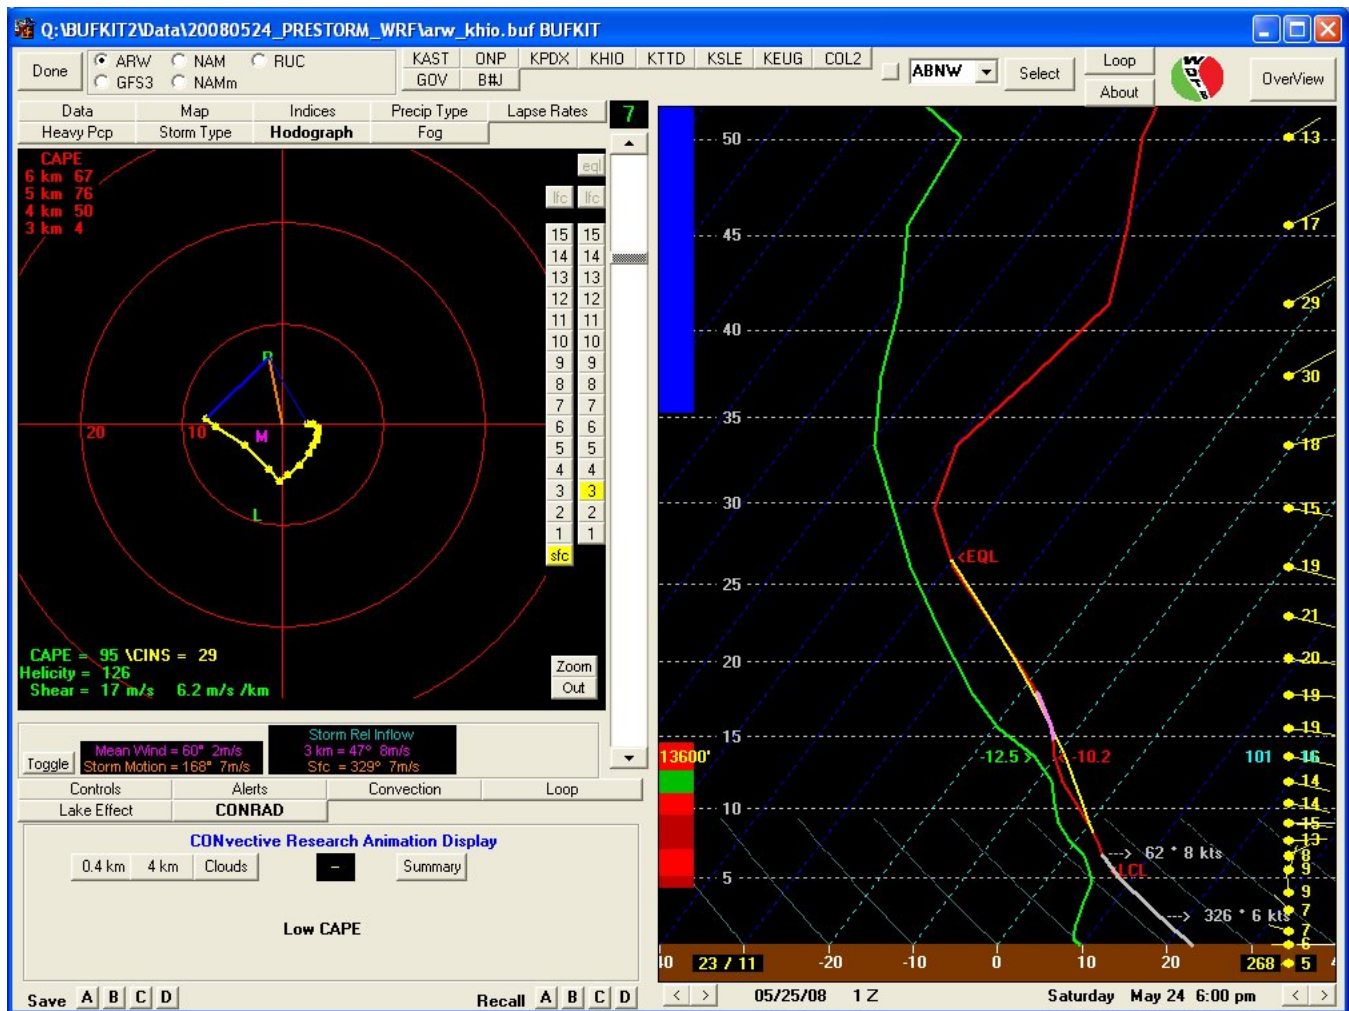 Q:\BUFKIT2\Data\20080524_PRESTORM_WRF\arw_khio.buf BUFKIT
Done
ARW NAM RUC
GFS3 NAMm
KAST ONP KPDX KHIO KTTD KSLE KEUG COL2
GOV B#J
ABNW
Select
Loop
About
OverView
Data Map Indices Precip Type Lapse Rates
Heavy Pcp Storm Type Hodograph Fog
7
CAPE
6 km 67
5 km 76
4 km 50
3 km 4
eql
lfc lfc
15 15
14 14
13 13
12 12
11 11
10 10
9 9
8 8
7 7
6 6
5 5
4 4
3 3
2 2
1 1
sfc
R
20 10
M
L
CAPE = 95 \CINS = 29
Helicity = 126
Shear = 17 m/s 6.2 m/s /km
Zoom
Out
Toggle
Mean Wind = 60° 2m/s
Storm Motion = 168° 7m/s
Storm Rel Inflow
3 km = 47° 8m/s
Sfc = 329° 7m/s
Controls Alerts Convection Loop
Lake Effect CONRAD
CONvective Research Animation Display
0.4 km 4 km Clouds
–
Summary
Low CAPE
Save A B C D
Recall A B C D
50 13
45 17
29
40
30
35
18
30 15
<EQL
25 19
21
20 20
19
15 19
13600' -12.5 > < -10.2 101 16
14
10 14
15
13
---> 62 ° 8 kts 8
LCL 9
5
9
---> 326 ° 6 kts 7
7
6
40 23 / 11 -20 -10 0 10 20 268 5
< > 05/25/08 1 Z Saturday May 24 6:00 pm < >